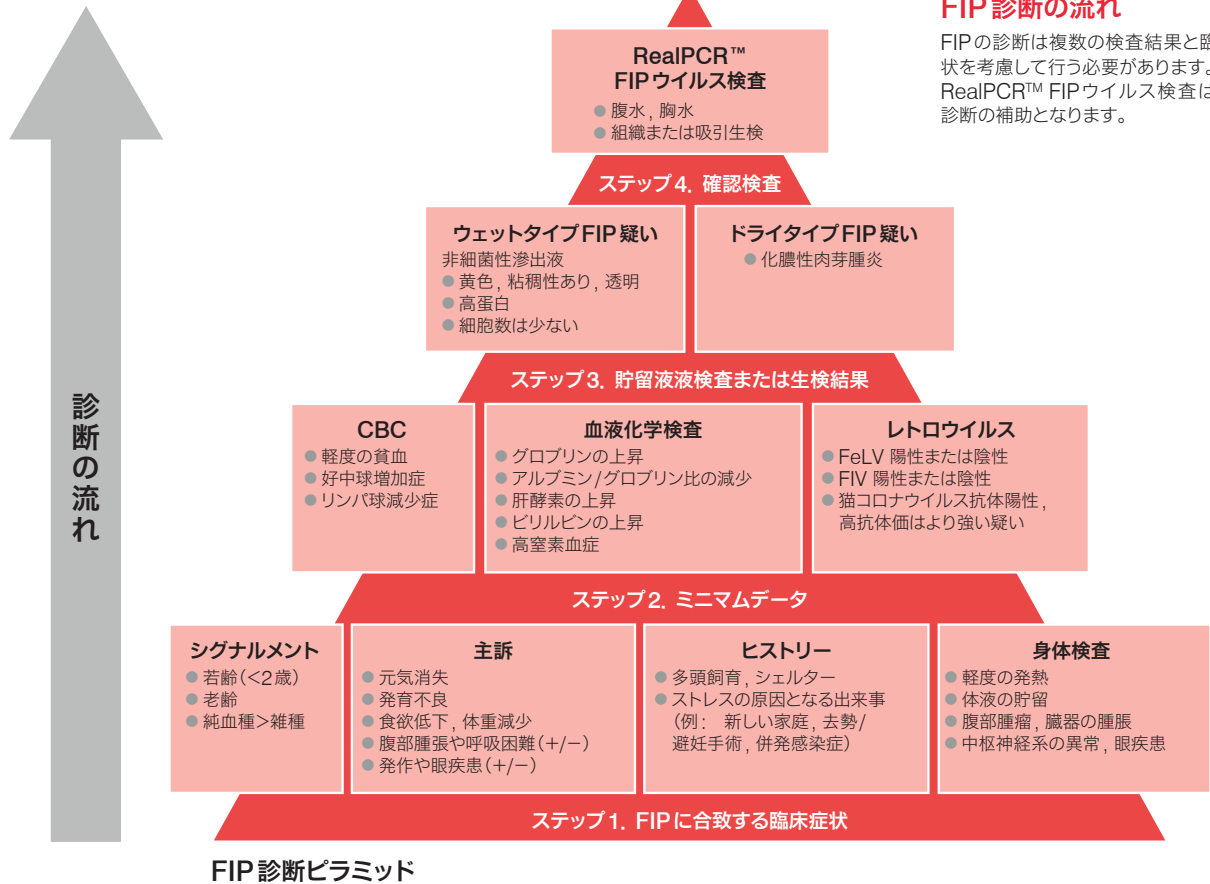 FIP診断の流れ
FIPの診断は複数の検査結果と臨
状を考慮して行う必要があります。
RealPCR™ FIPウイルス検査は
診断の補助となります。
RealPCR™
FIPウイルス検査
● 腹水, 胸水
● 組織または吸引生検
ステップ4. 確認検査
ウェットタイプFIP疑い
非細菌性滲出液
● 黄色, 粘稠性あり, 透明
● 高蛋白
● 細胞数は少ない
ドライタイプFIP疑い
● 化膿性肉芽腫炎
ステップ3. 貯留液液検査または生検結果
CBC
● 軽度の貧血
● 好中球増加症
● リンパ球減少症
血液化学検査
● グロブリンの上昇
● アルブミン/グロブリン比の減少
● 肝酵素の上昇
● ビリルビンの上昇
● 高窒素血症
レトロウイルス
● FeLV 陽性または陰性
● FIV 陽性または陰性
● 猫コロナウイルス抗体陽性,
高抗体価はより強い疑い
ステップ2. ミニマムデータ
シグナルメント
● 若齢(<2歳)
● 老齢
● 純血種>雑種
主訴
● 元気消失
● 発育不良
● 食欲低下, 体重減少
● 腹部腫張や呼吸困難(+/−)
● 発作や眼疾患(+/−)
ヒストリー
● 多頭飼育, シェルター
● ストレスの原因となる出来事
(例: 新しい家庭, 去勢/
避妊手術, 併発感染症)
身体検査
● 軽度の発熱
● 体液の貯留
● 腹部腫瘤, 臓器の腫脹
● 中枢神経系の異常, 眼疾患
ステップ1. FIPに合致する臨床症状
診断の流れ
FIP診断ピラミッド